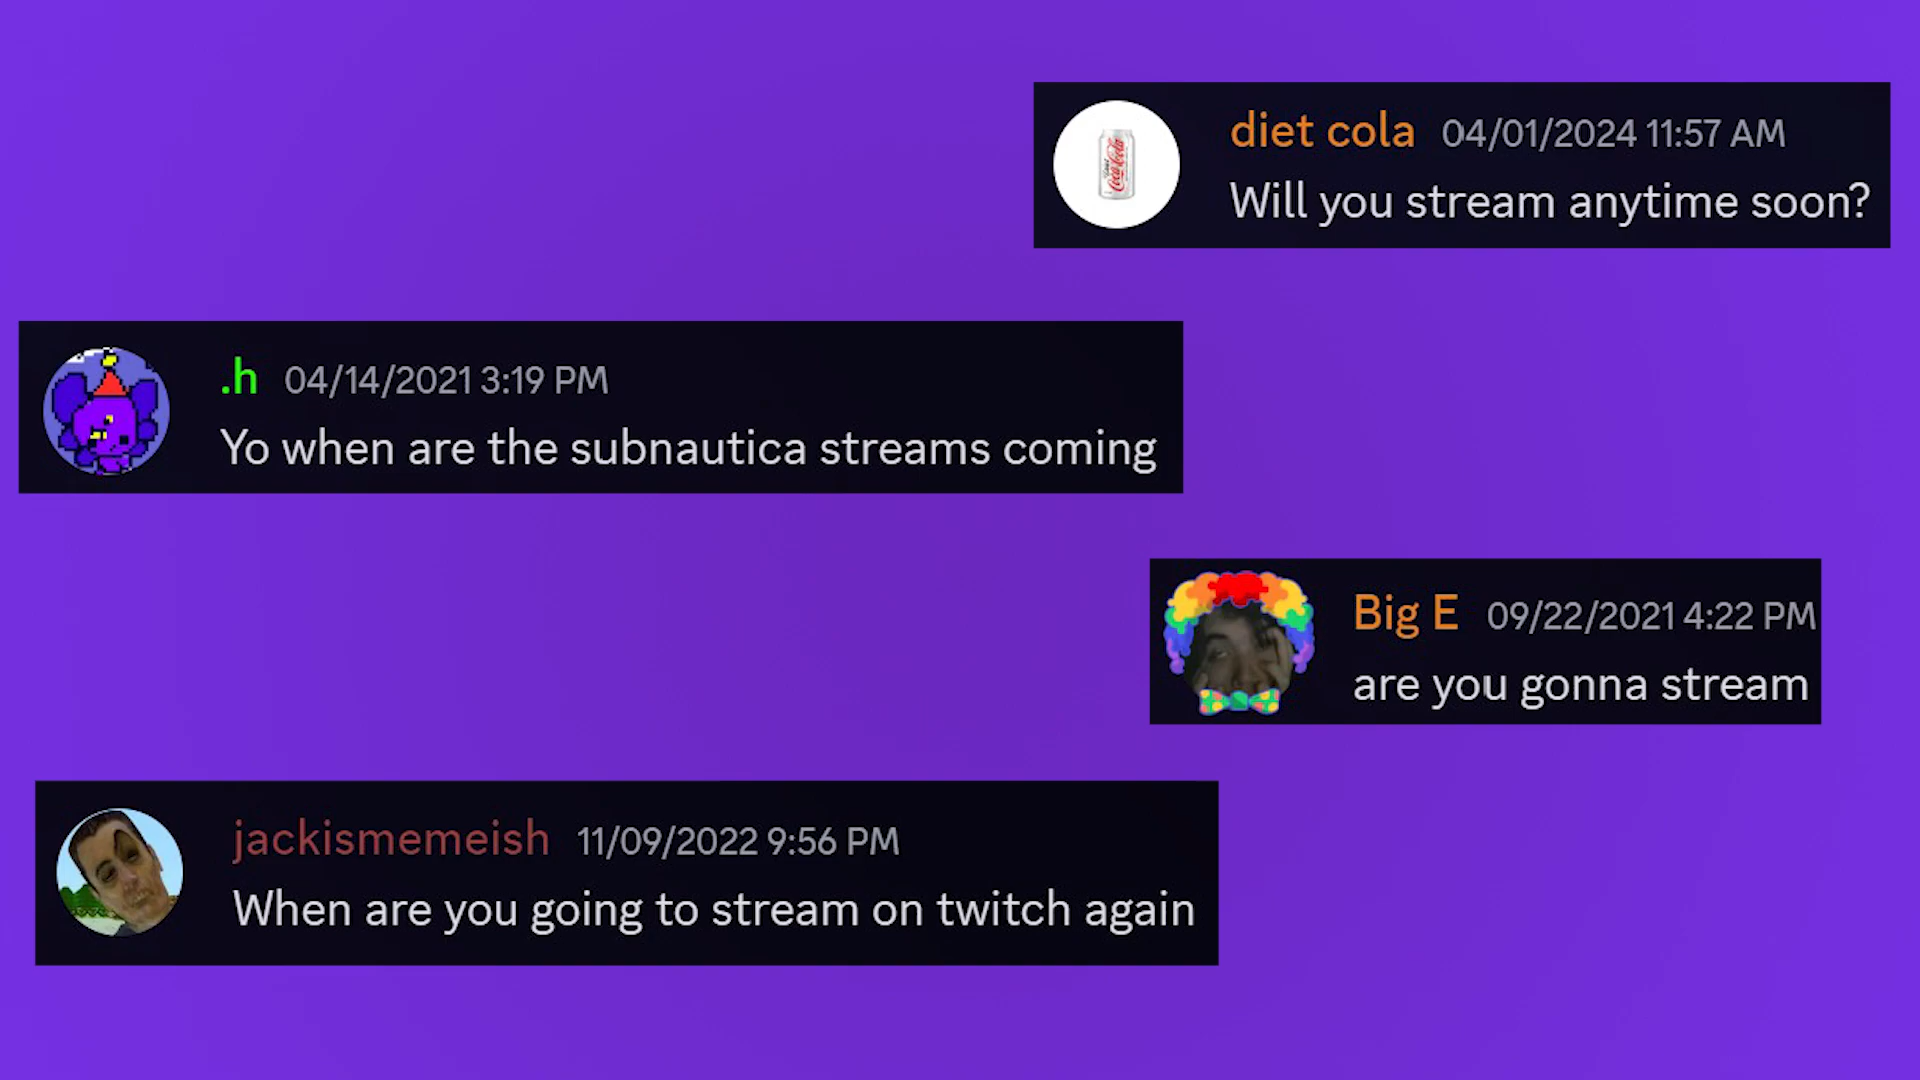 diet cola 04/01/2024 11:57 AM
Will you stream anytime soon?
.h 04/14/2021 3:19 PM
Yo when are the subnautica streams coming
Big E 09/22/2021 4:22 PM
are you gonna stream
jackismemeish 11/09/2022 9:56 PM
When are you going to stream on twitch again